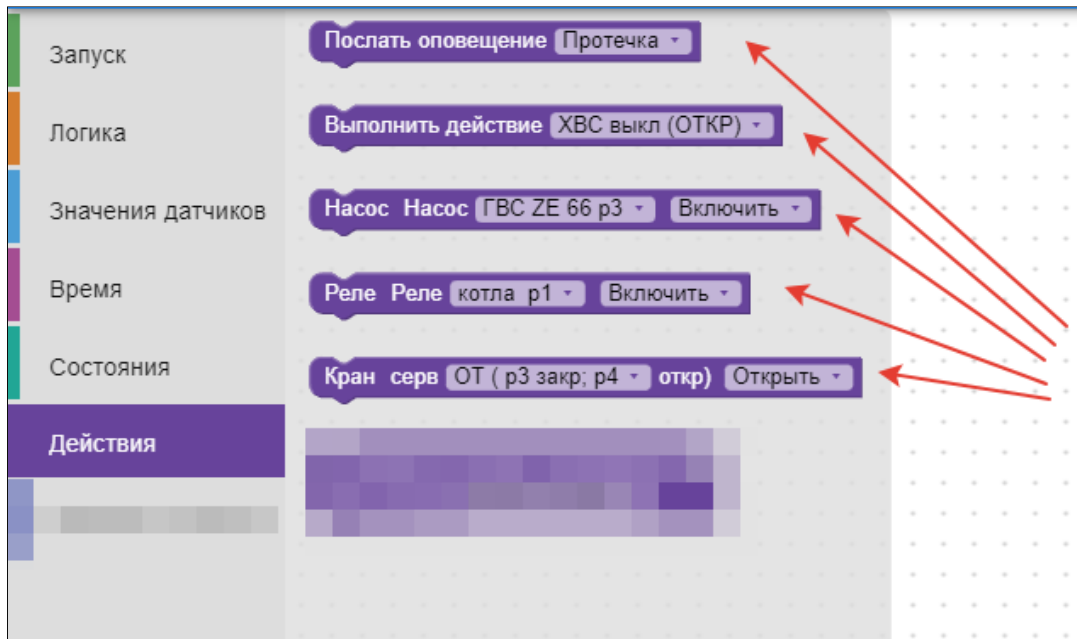 Запуск
Логика
Значения датчиков
Время
Состояния
Действия
Послать оповещение Протечка
Выполнить действие ХВС выкл (ОТКР)
Насос Насос ГВС ZE 66 р3 Включить
Реле Реле котла р1 Включить
Кран серв ОТ ( р3 закр; р4 откр) Открыть